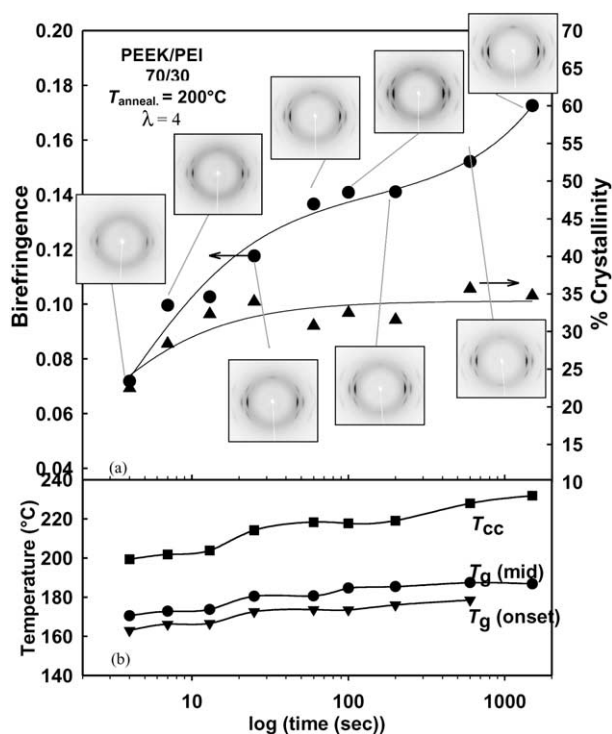 0.20
0.18
0.16
0.14
0.12
0.10
0.08
0.06
0.04
Birefringence
PEEK/PEI
70/30
Tanneal. = 200°C
λ = 4
70
65
60
55
50
45
40
35
30
25
20
15
10
% Crystallinity
(a)
240
220
200
180
160
140
Temperature (°C)
Tcc
Tg (mid)
Tg (onset)
(b)
10
100
1000
log (time (sec))